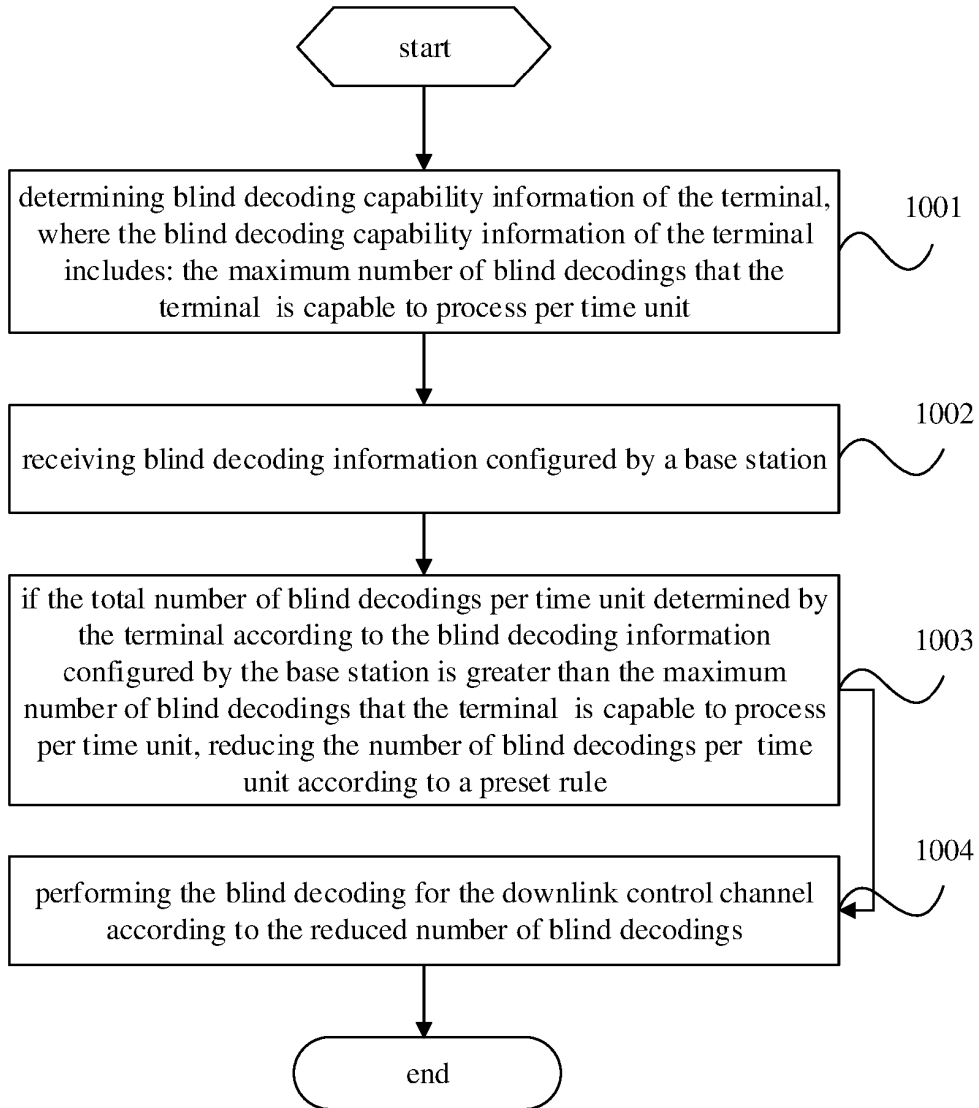 start
determining blind decoding capability information of the terminal,
where the blind decoding capability information of the terminal
includes: the maximum number of blind decodings that the
terminal is capable to process per time unit
1001
receiving blind decoding information configured by a base station
1002
if the total number of blind decodings per time unit determined by
the terminal according to the blind decoding information
configured by the base station is greater than the maximum
number of blind decodings that the terminal is capable to process
per time unit, reducing the number of blind decodings per time
unit according to a preset rule
1003
performing the blind decoding for the downlink control channel
according to the reduced number of blind decodings
1004
end